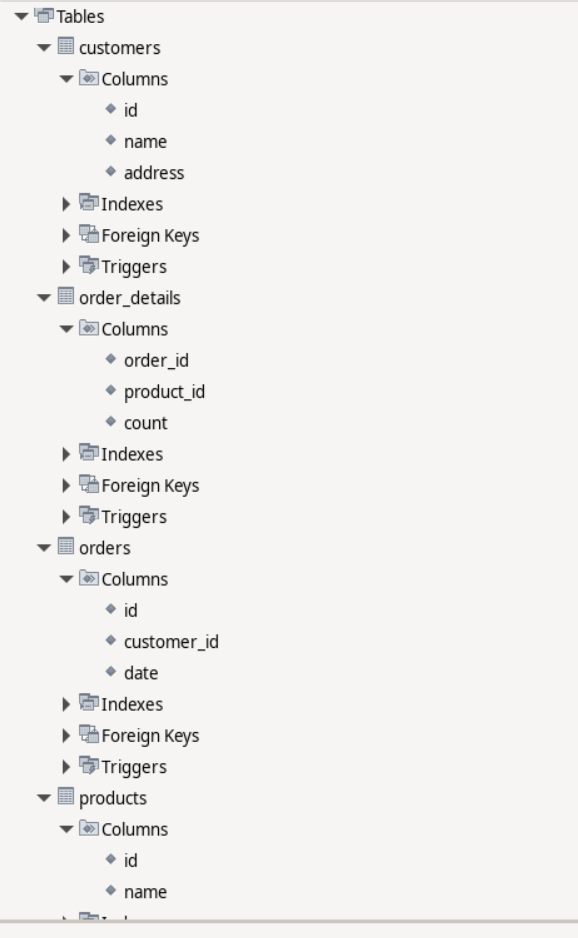 Tables
customers
Columns
id
name
address
Indexes
Foreign Keys
Triggers
order_details
Columns
order_id
product_id
count
Indexes
Foreign Keys
Triggers
orders
Columns
id
customer_id
date
Indexes
Foreign Keys
Triggers
products
Columns
id
name